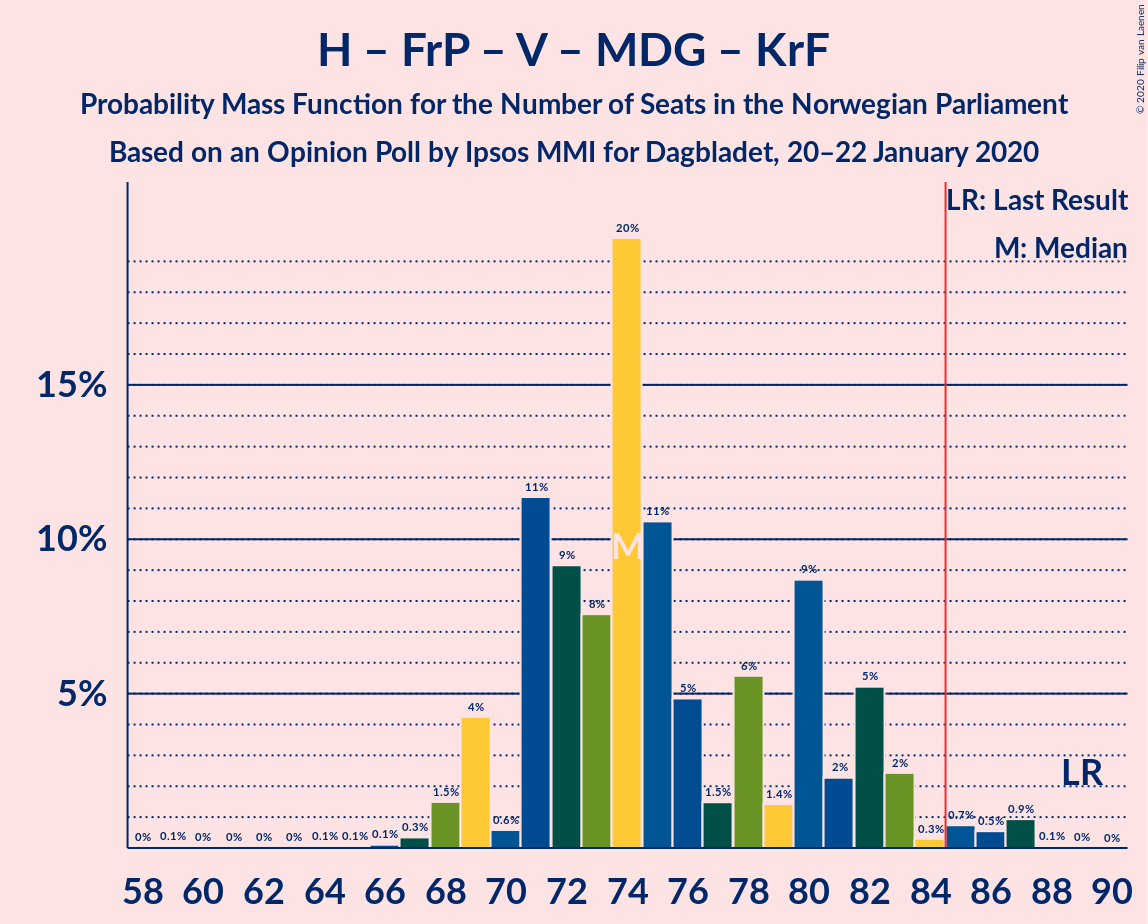 H – FrP – V – MDG – KrF
Probability Mass Function for the Number of Seats in the Norwegian Parliament
Based on an Opinion Poll by Ipsos MMI for Dagbladet, 20–22 January 2020
© 2020 Filip van Laenen
LR: Last Result
M: Median
15%
10%
5%
0% 0.1% 0% 0% 0% 0% 0.1% 0.1% 0.1% 0.3% 1.5% 4% 0.6% 11% 9% 8% 20% 11% 5% 1.5% 6% 1.4% 9% 2% 5% 2% 0.3% 0.7% 0.5% 0.9% 0.1% 0% 0%
M
LR
58 60 62 64 66 68 70 72 74 76 78 80 82 84 86 88 90